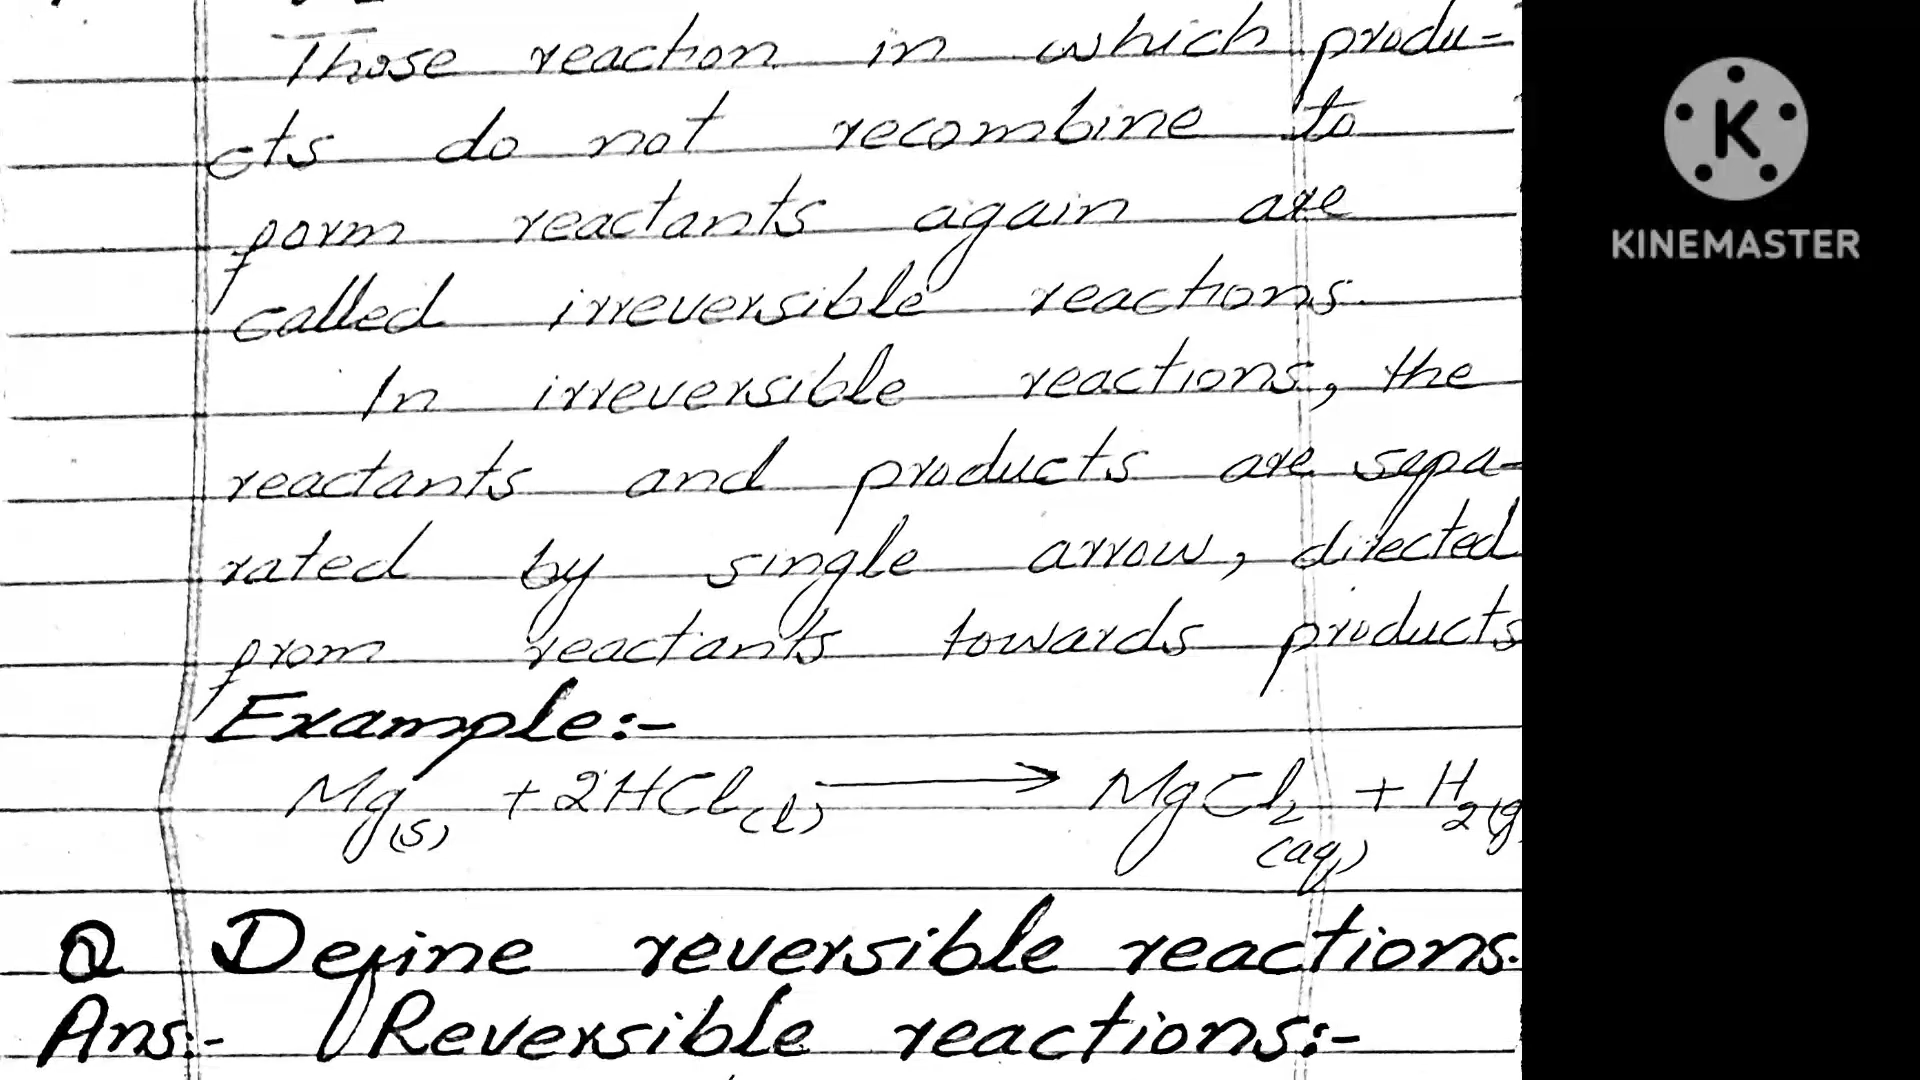 Those reaction in which produ-
cts do not recombine to
form reactants again are
called irreversible reactions.
In irreversible reactions, the
reactants and products are sepa-
rated by single arrow, directed
from reactants towards products
Example:-
Mg(s) + 2HCl(l) ⟶ MgCl2(aq) + H2(g
Q Define reversible reactions.
Ans:- Reversible reactions:-
K
KINEMASTER